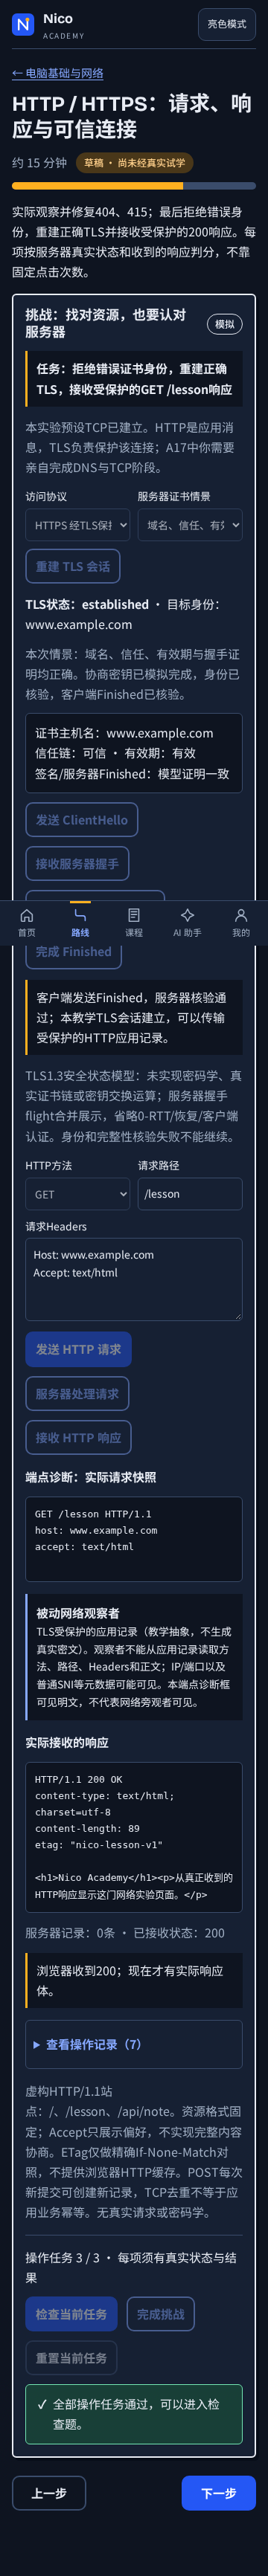 Nico
ACADEMY
亮色模式
← 电脑基础与网络
HTTP / HTTPS：请求、响
应与可信连接
约 15 分钟
草稿 · 尚未经真实试学
实际观察并修复404、415；最后拒绝错误身
份，建立正确TLS并接收受保护的200响应。每
项按服务器真实状态和收到的响应判分，不靠
固定点击次数。
挑战：找对资源，也要认对
服务器
模拟
任务：拒绝错误证书身份，重建正确
TLS，接收受保护的GET /lesson响应
本实验预设TCP已建立。HTTP是应用消
息，TLS负责保护该连接；A17中你需要
亲自完成DNS与TCP阶段。
访问协议
服务器证书情景
HTTPS 经TLS保
域名、信任、有效
重建 TLS 会话
TLS状态：established · 目标身份：
www.example.com
本次情景：域名、信任、有效期与握手证
明均正确。协商密钥已模拟完成，身份已
核验，客户端Finished已核验。
证书主机名：www.example.com
信任链：可信 · 有效期：有效
签名/服务器Finished：模型证明一致
发送 ClientHello
接收服务器握手
首页
路线
课程
AI 助手
我的
完成 Finished
客户端发送Finished，服务器核验通
过；本教学TLS会话建立，可以传输
受保护的HTTP应用记录。
TLS1.3安全状态模型：未实现密码学、真
实证书链或密钥交换运算；服务器握手
flight合并展示，省略0-RTT/恢复/客户端
认证。身份和完整性核验失败不能继续。
HTTP方法
请求路径
GET
/lesson
请求Headers
Host: www.example.com
Accept: text/html
发送 HTTP 请求
服务器处理请求
接收 HTTP 响应
端点诊断：实际请求快照
GET /lesson HTTP/1.1
host: www.example.com
accept: text/html
被动网络观察者
TLS受保护的应用记录（教学抽象，不生成
真实密文）。观察者不能从应用记录读取方
法、路径、Headers和正文；IP/端口以及
普通SNI等元数据可能可见。本端点诊断框
可见明文，不代表网络旁观者可见。
实际接收的响应
HTTP/1.1 200 OK
content-type: text/html;
charset=utf-8
content-length: 89
etag: "nico-lesson-v1"
<h1>Nico Academy</h1><p>从真正收到的
HTTP响应显示这门网络实验页面。</p>
服务器记录：0条 · 已接收状态：200
浏览器收到200；现在才有实际响应
体。
▶ 查看操作记录（7）
虚构HTTP/1.1站
点：/、/lesson、/api/note。资源格式固
定；Accept只展示偏好，不实现完整内容
协商。ETag仅做精确If-None-Match对
照，不提供浏览器HTTP缓存。POST每次
新提交可创建新记录，TCP去重不等于应
用业务幂等。无真实请求或密码学。
操作任务 3 / 3 · 每项须有真实状态与结
果
检查当前任务
完成挑战
重置当前任务
✓ 全部操作任务通过，可以进入检
查题。
上一步
下一步